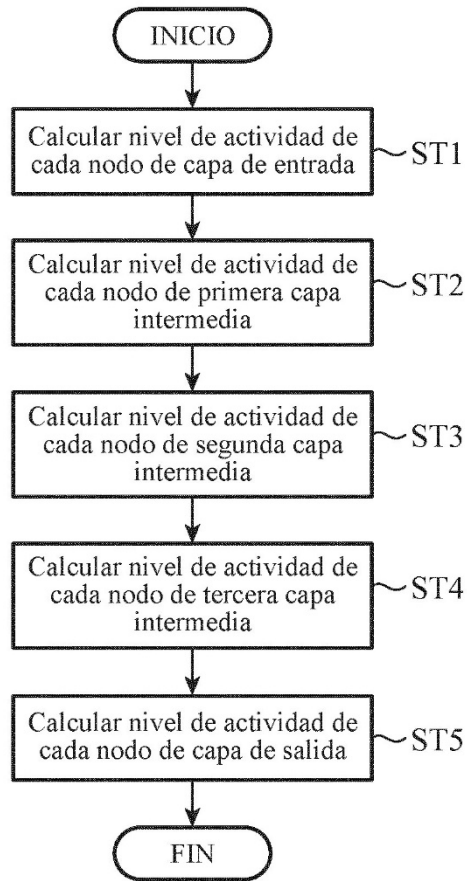 INICIO
Calcular nivel de actividad de
cada nodo de capa de entrada
ST1
Calcular nivel de actividad de
cada nodo de primera capa
intermedia
ST2
Calcular nivel de actividad de
cada nodo de segunda capa
intermedia
ST3
Calcular nivel de actividad de
cada nodo de tercera capa
intermedia
ST4
Calcular nivel de actividad de
cada nodo de capa de salida
ST5
FIN